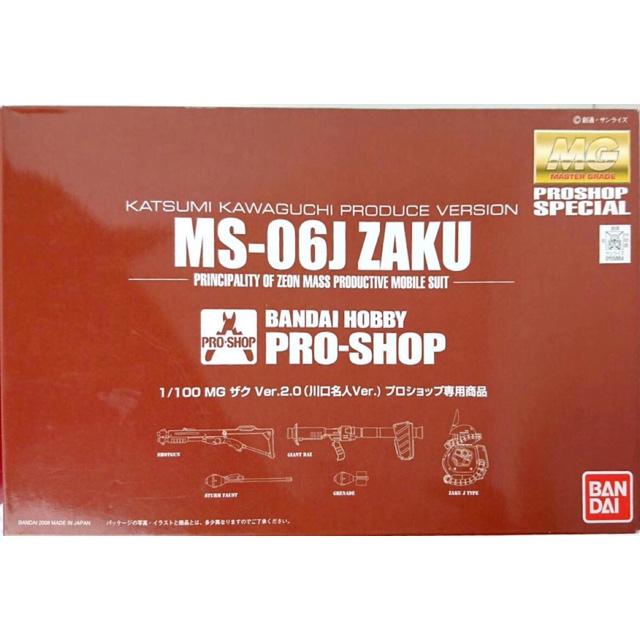 ©創通・サンライズ
MG
MASTER GRADE
PROSHOP
SPECIAL
KATSUMI KAWAGUCHI PRODUCE VERSION
MS-06J ZAKU
PRINCIPALITY OF ZEON MASS PRODUCTIVE MOBILE SUIT
PRO-SHOP
BANDAI HOBBY
PRO-SHOP
1/100 MG ザク Ver.2.0(川口名人Ver.) プロショップ専用商品
SHOTGUN
GIANT BAZ
STURM FAUST
GRENADE
ZAKU J TYPE
BANDAI 2008 MADE IN JAPAN
パッケージの写真・イラストと商品とは、多少異なりますのでご了承ください。
BAN
DAI